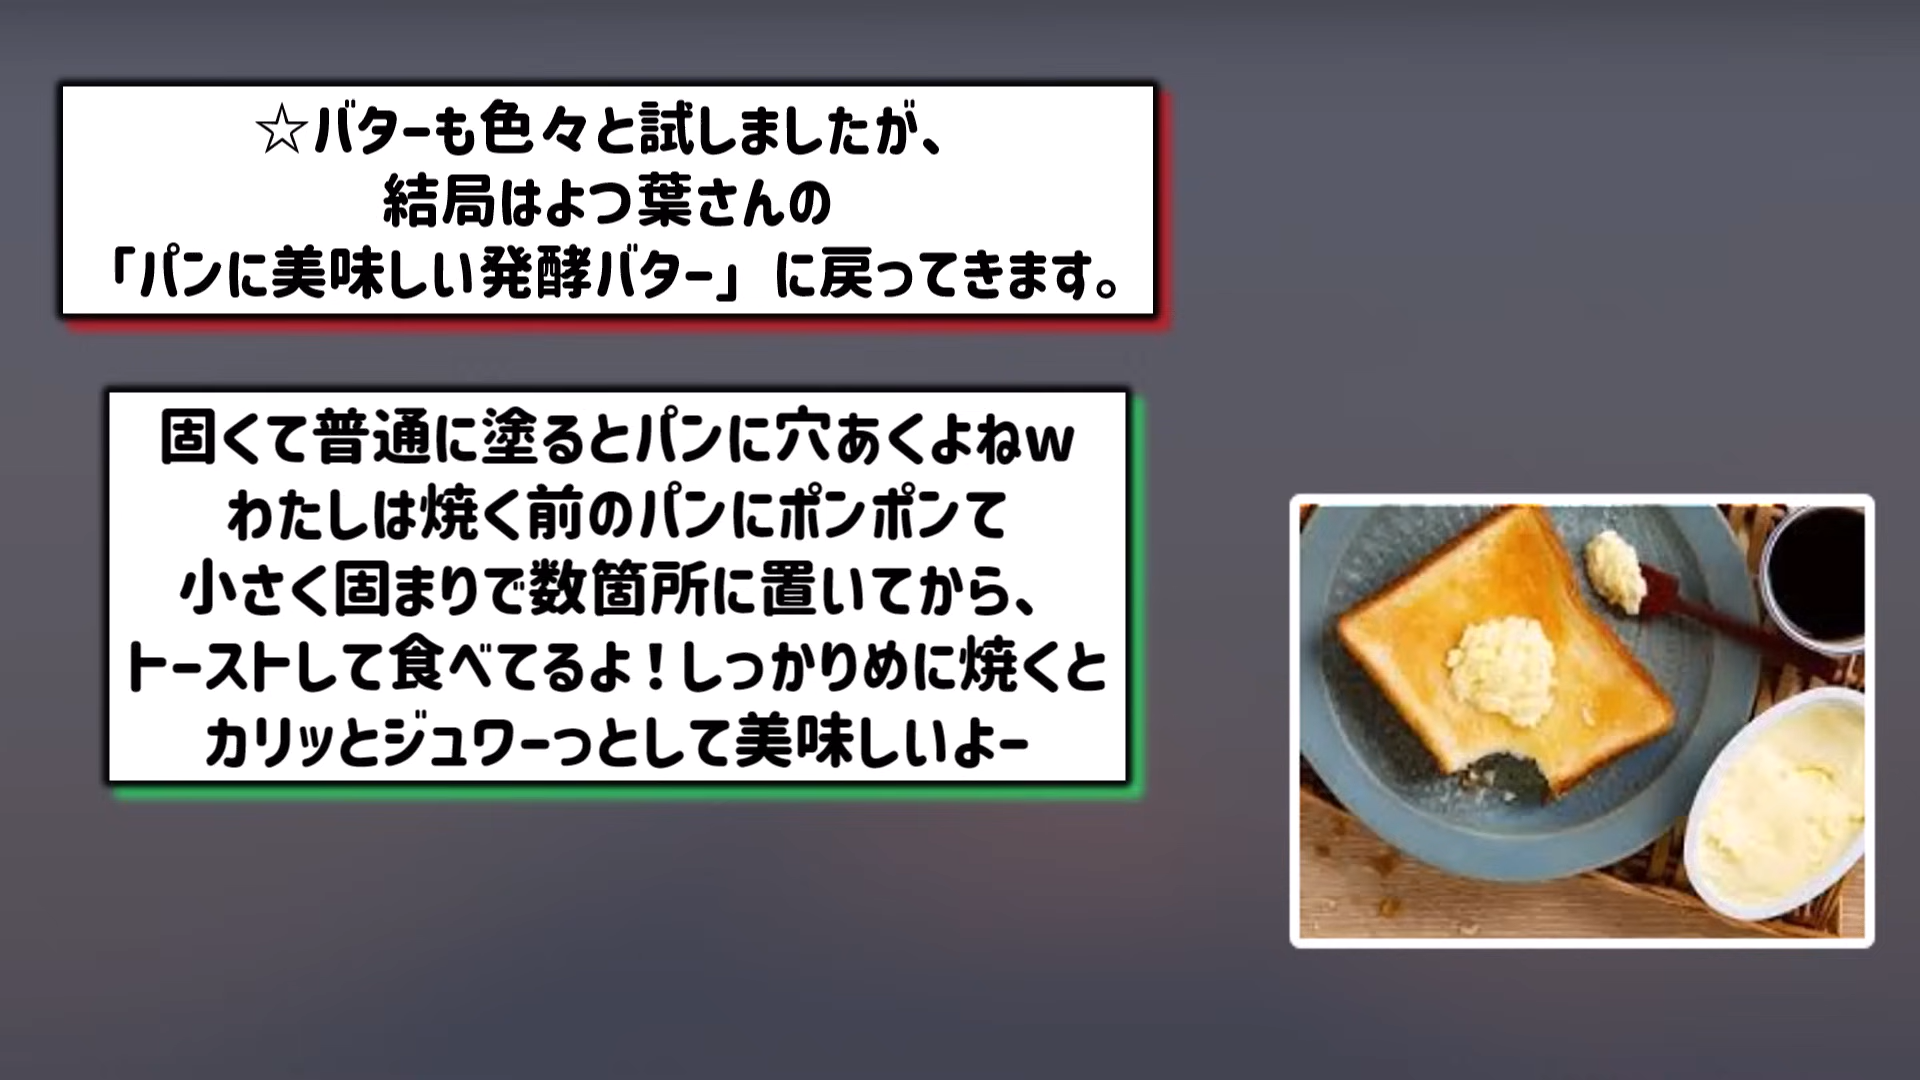 ☆バターも色々と試しましたが、
結局はよつ葉さんの
「パンに美味しい発酵バター」に戻ってきます。
固くて普通に塗るとパンに穴あくよねw
わたしは焼く前のパンにポンポンて
小さく固まりで数箇所に置いてから、
トーストして食べてるよ！しっかりめに焼くと
カリッとジュワーっとして美味しいよー